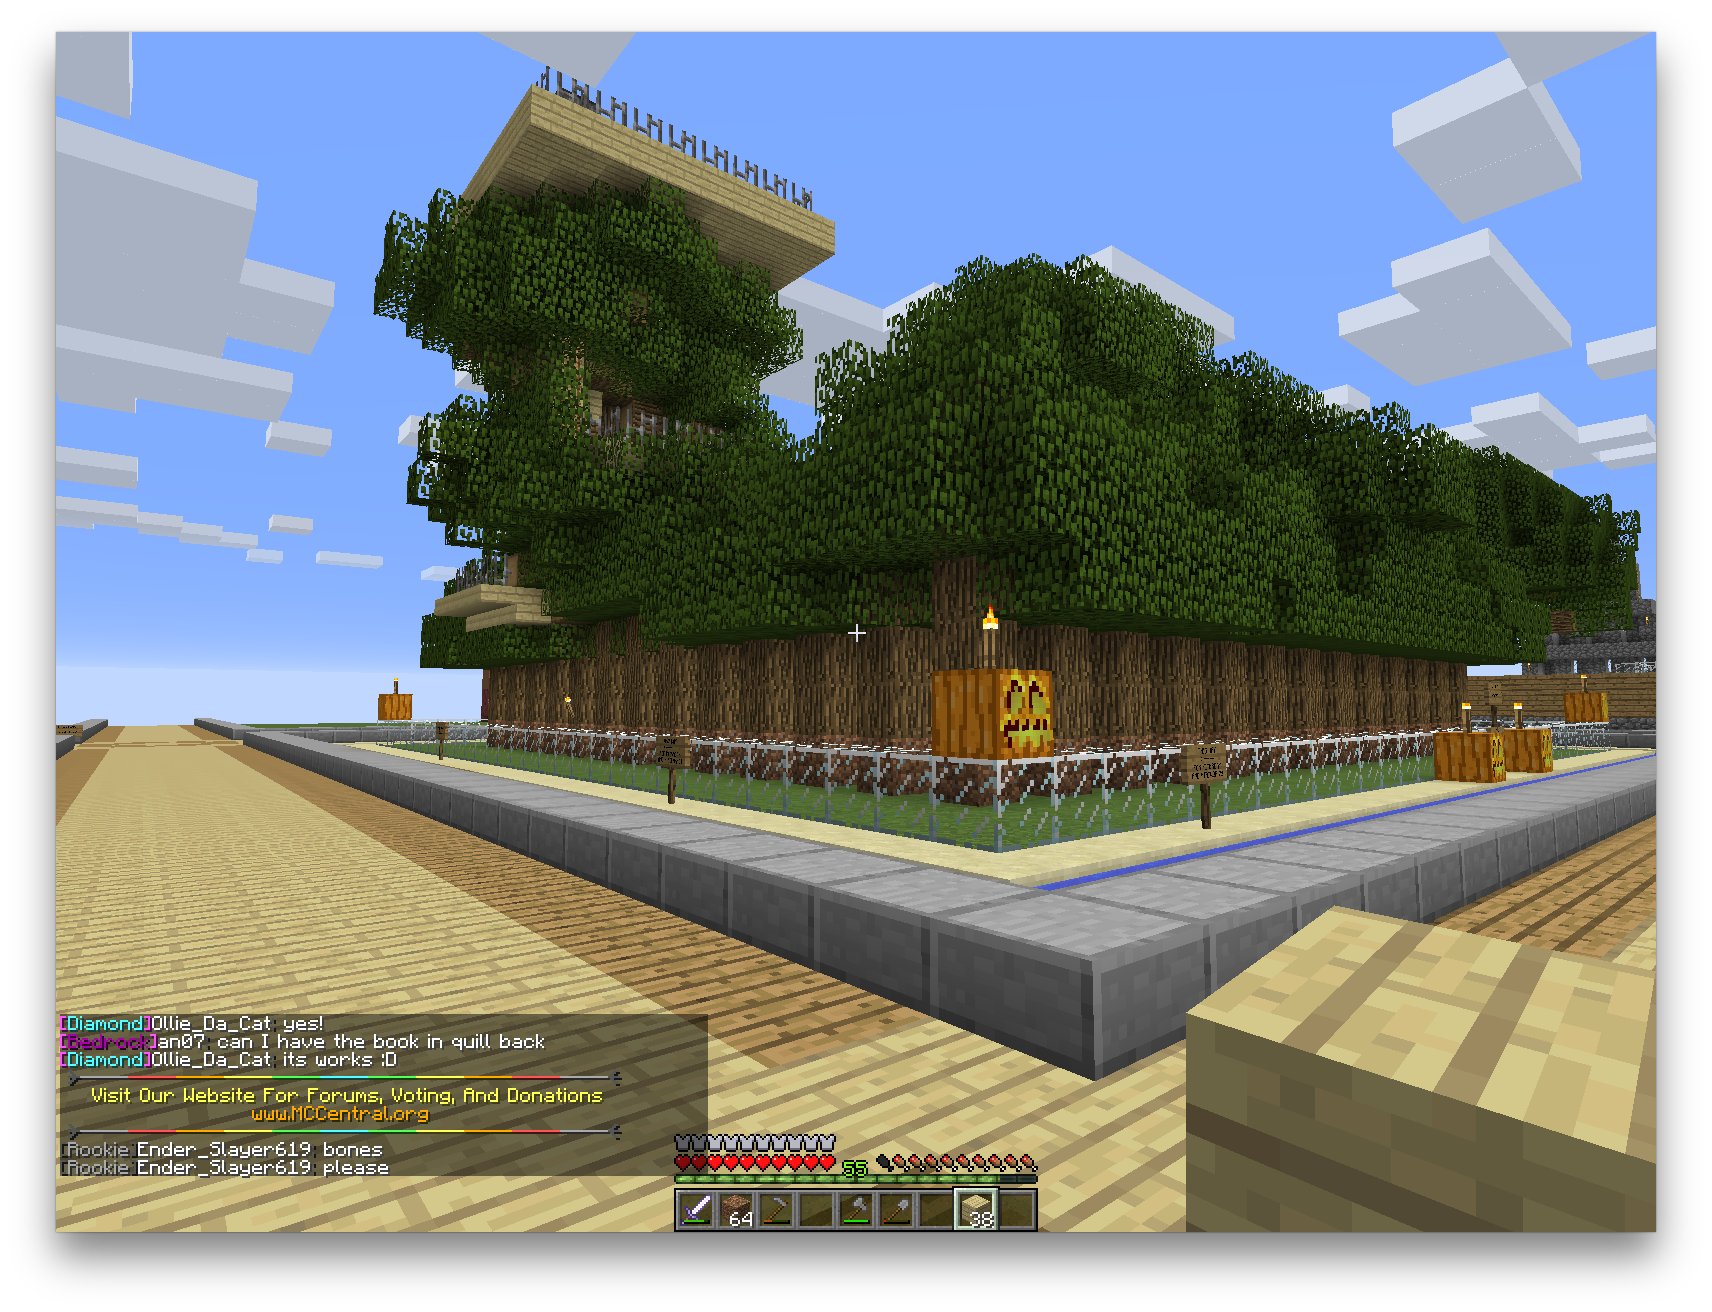 [Diamond]Ollie_Da_Cat: yes!
[Bedrock]an07: can I have the book in quill back
[Diamond]Ollie_Da_Cat: its works :D
Visit Our Website For Forums, Voting, And Donations
www.MCCentral.org
[Rookie]Ender_Slayer619: bones
[Rookie]Ender_Slayer619: please
55
64
38